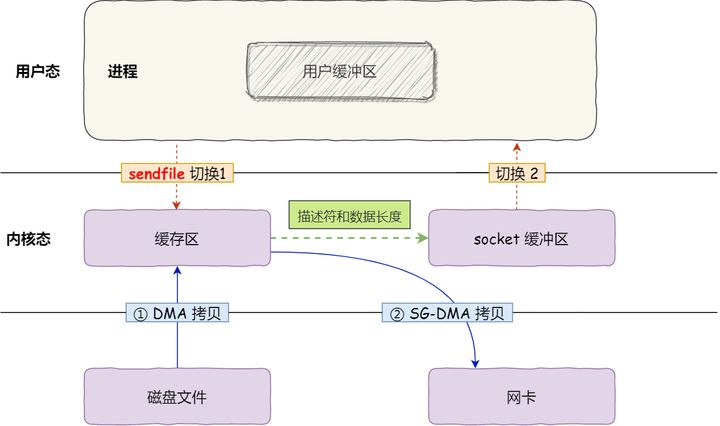 用户态
进程
用户缓冲区
sendfile 切换1
切换 2
内核态
缓存区
描述符和数据长度
socket 缓冲区
① DMA 拷贝
② SG-DMA 拷贝
磁盘文件
网卡